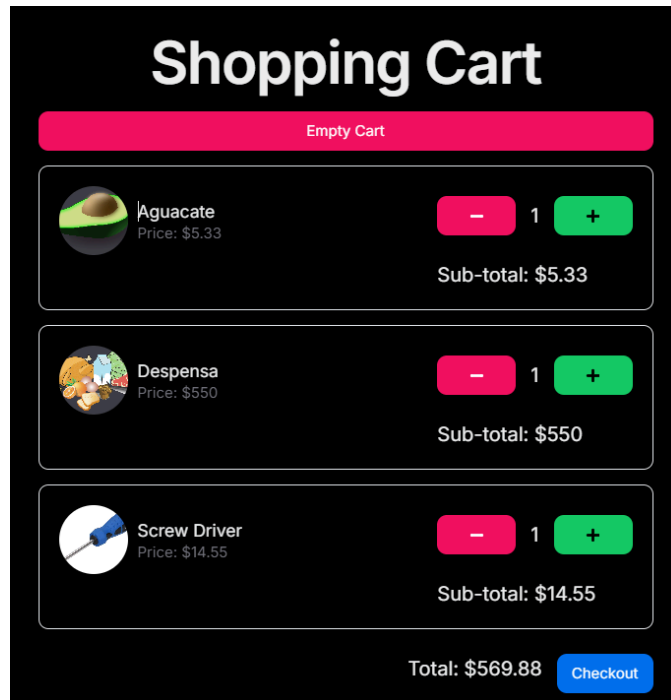 Shopping Cart
Empty Cart
Aguacate
Price: $5.33
− 1 +
Sub-total: $5.33
Despensa
Price: $550
− 1 +
Sub-total: $550
Screw Driver
Price: $14.55
− 1 +
Sub-total: $14.55
Total: $569.88 Checkout